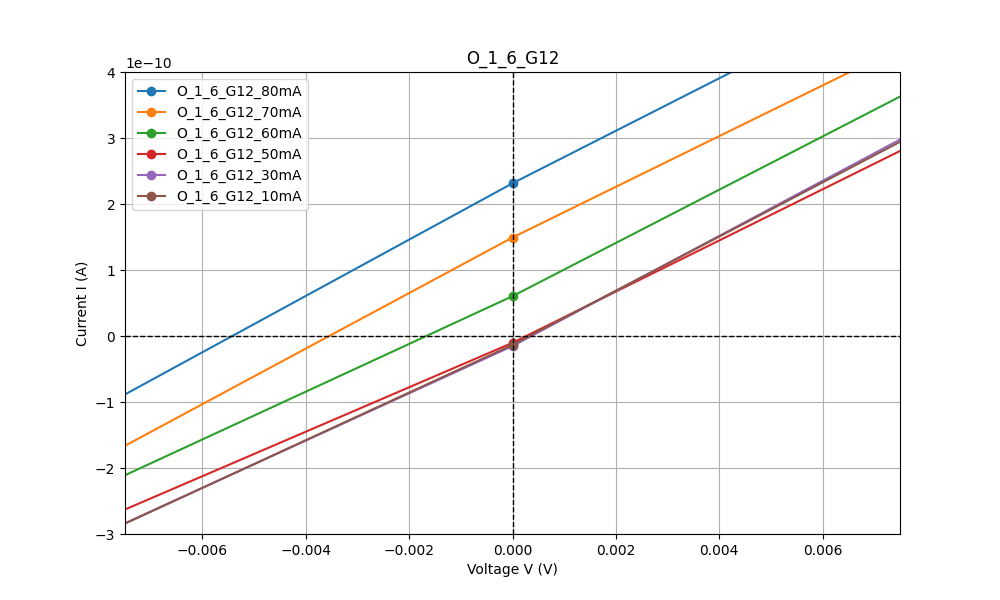 O_1_6_G12
1e−10
O_1_6_G12_80mA
O_1_6_G12_70mA
O_1_6_G12_60mA
O_1_6_G12_50mA
O_1_6_G12_30mA
O_1_6_G12_10mA
4
3
2
1
0
−1
−2
−3
Current I (A)
−0.006 −0.004 −0.002 0.000 0.002 0.004 0.006
Voltage V (V)